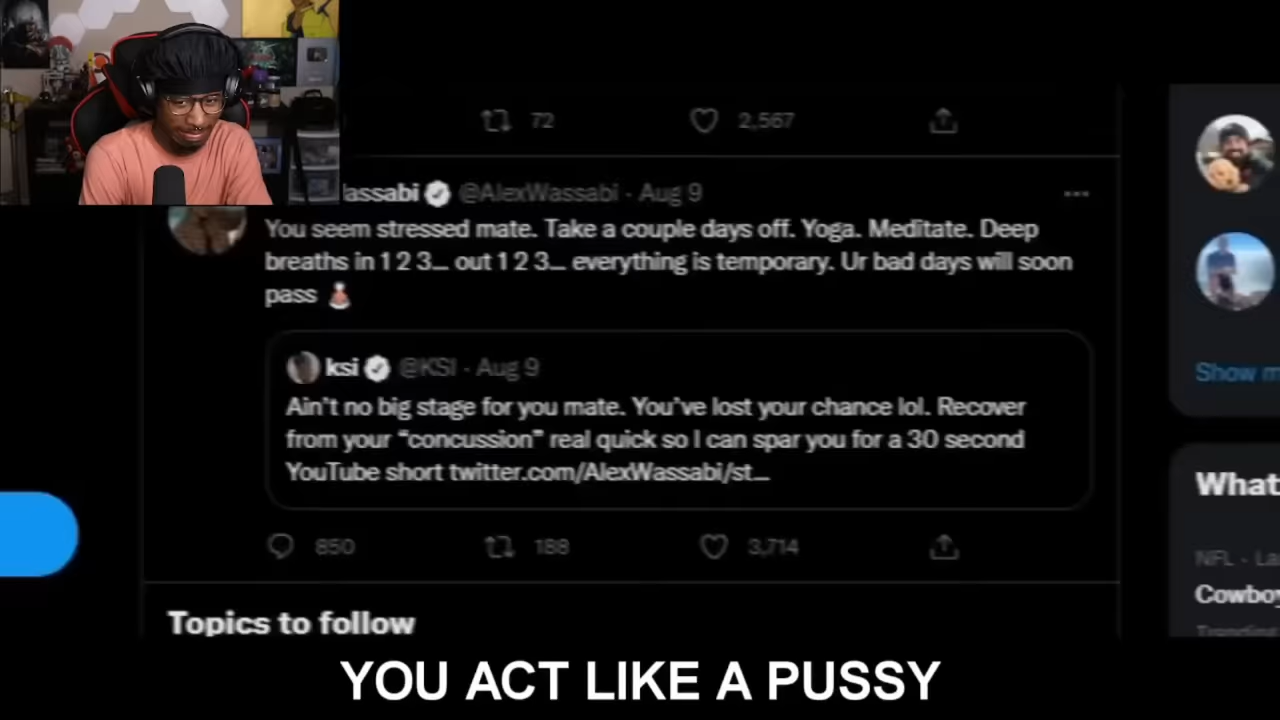 72 2,567
assabi @AlexWassabi · Aug 9
You seem stressed mate. Take a couple days off. Yoga. Meditate. Deep
breaths in 1 2 3... out 1 2 3... everything is temporary. Ur bad days will soon
pass
ksi @KSI · Aug 9
Ain't no big stage for you mate. You've lost your chance lol. Recover
from your "concussion" real quick so I can spar you for a 30 second
YouTube short twitter.com/AlexWassabi/st...
850 188 3,714
Show
What
NFL
Cowboy
Topics to follow
YOU ACT LIKE A PUSSY